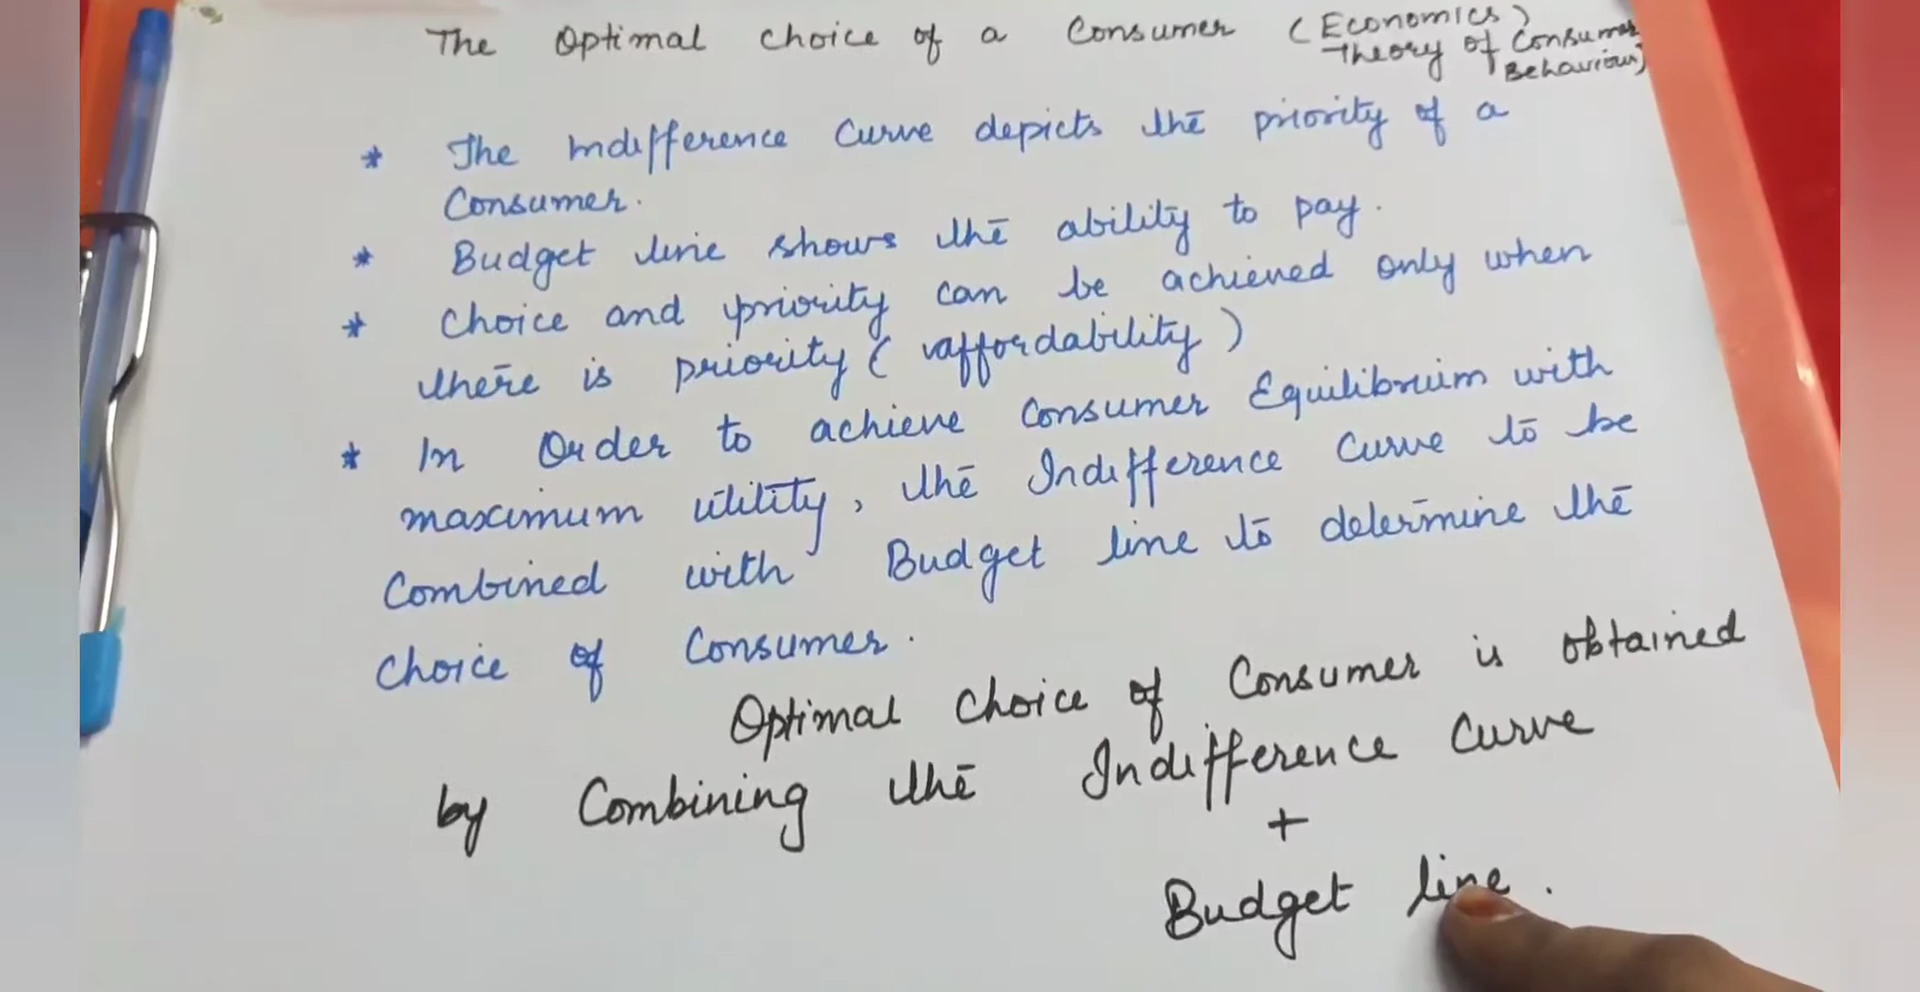 The Optimal choice of a Consumer (Economics)
Theory of Consumer
Behaviour)
* The Indifference Curve depicts the priority of a
Consumer.
* Budget line shows the ability to pay.
* Choice and priority can be achieved only when
there is priority (affordability)
* In Order to achieve Consumer Equilibruim with
maximum utility, the Indifference Curve to be
Combined with Budget line to determine the
choice of Consumer.
Optimal choice of Consumer is obtained
by Combining the Indifference Curve
+
Budget line.